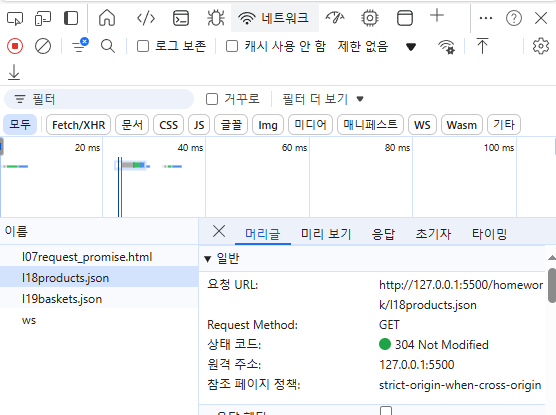 네트워크
로그 보존
캐시 사용 안 함
제한 없음
필터
거꾸로
필터 더 보기
모두
Fetch/XHR
문서
CSS
JS
글꼴
Img
미디어
매니페스트
WS
Wasm
기타
20 ms
40 ms
60 ms
80 ms
100 ms
이름
머리글
미리 보기
응답
초기자
타이밍
l07request_promise.html
l18products.json
l19baskets.json
ws
일반
요청 URL:
http://127.0.0.1:5500/homewor
k/l18products.json
Request Method:
GET
상태 코드:
304 Not Modified
원격 주소:
127.0.0.1:5500
참조 페이지 정책:
strict-origin-when-cross-origin